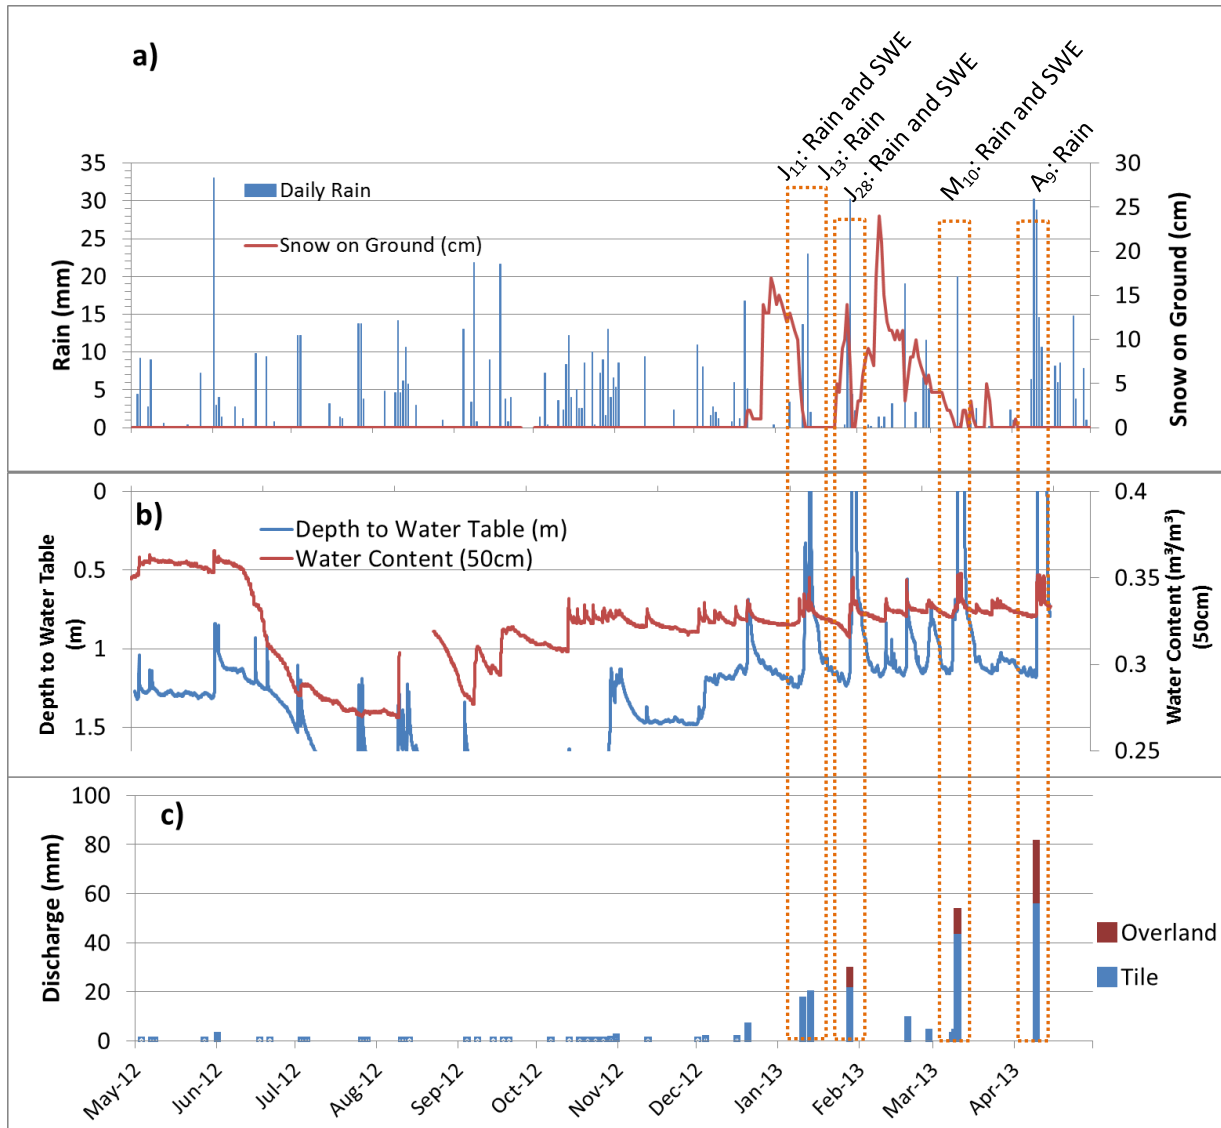 a)
J11: Rain and SWE
J13: Rain
J28: Rain and SWE
M10: Rain and SWE
A9: Rain
Rain (mm)
35
30
25
20
15
10
5
0
Daily Rain
Snow on Ground (cm)
30
25
20
15
10
5
0
Snow on Ground (cm)
b)
Depth to Water Table
(m)
0
0.5
1
1.5
Depth to Water Table (m)
Water Content (50cm)
0.4
0.35
0.3
0.25
Water Content (m³/m³)
(50cm)
c)
Discharge (mm)
100
80
60
40
20
0
Overland
Tile
May-12
Jun-12
Jul-12
Aug-12
Sep-12
Oct-12
Nov-12
Dec-12
Jan-13
Feb-13
Mar-13
Apr-13